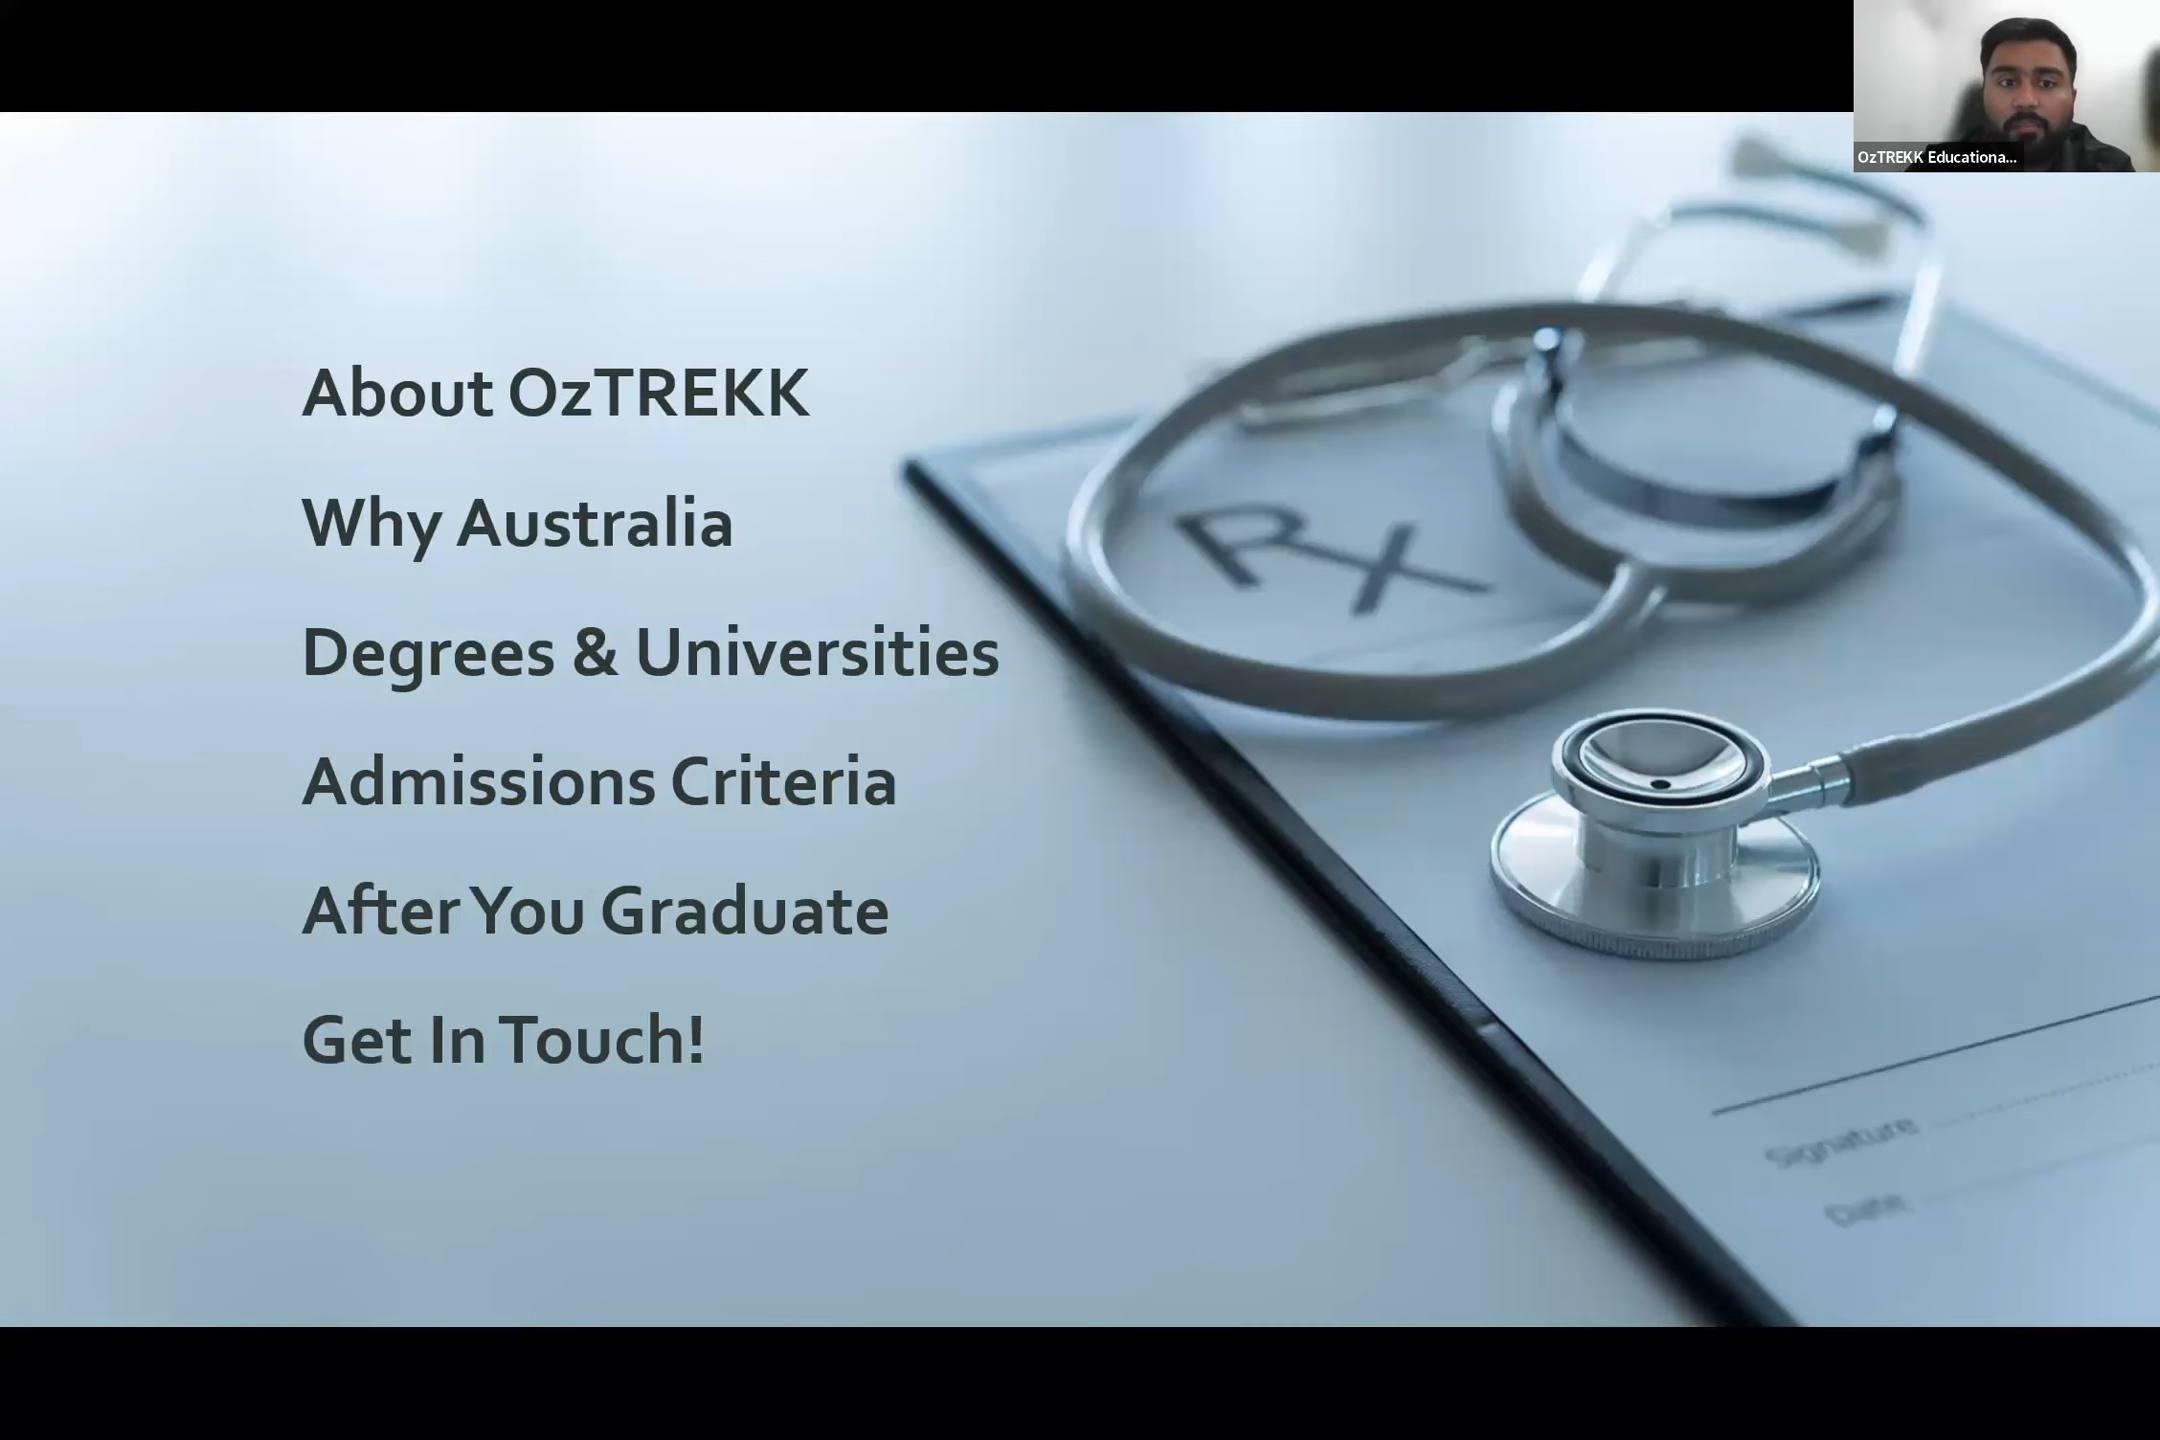 OzTREKK Educationa...
About OzTREKK
Why Australia
Degrees & Universities
Admissions Criteria
After You Graduate
Get In Touch!
Rx
Signature
Date